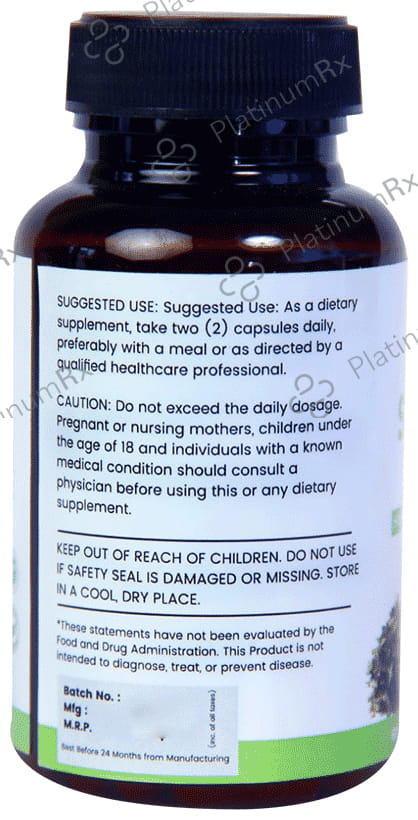 PlatinumRx
SUGGESTED USE: Suggested Use: As a dietary
supplement, take two (2) capsules daily,
preferably with a meal or as directed by a
qualified healthcare professional.
CAUTION: Do not exceed the daily dosage.
Pregnant or nursing mothers, children under
the age of 18 and individuals with a known
medical condition should consult a
physician before using this or any dietary
supplement.
KEEP OUT OF REACH OF CHILDREN. DO NOT USE
IF SAFETY SEAL IS DAMAGED OR MISSING. STORE
IN A COOL, DRY PLACE.
*These statements have not been evaluated by the
Food and Drug Administration. This Product is not
intended to diagnose, treat, or prevent disease.
Batch No. :
Mfg :
M.R.P.
(inc. of all taxes)
Best Before 24 Months from Manufacturing
PlatinumRx
PlatinumRx
PlatinumRx